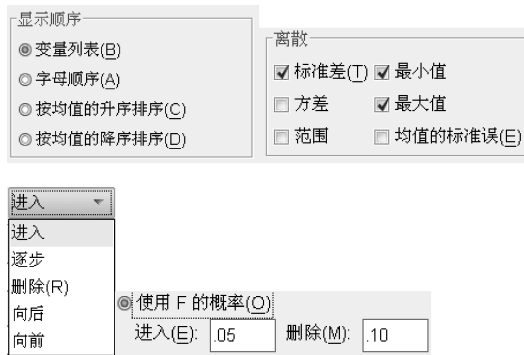 显示顺序
变量列表(B)
字母顺序(A)
按均值的升序排序(C)
按均值的降序排序(D)
离散
标准差(T) 最小值
方差 最大值
范围 均值的标准误(E)
进入
进入
逐步
删除(R)
向后
向前
使用 F 的概率(O)
进入(E): .05 删除(M): .10